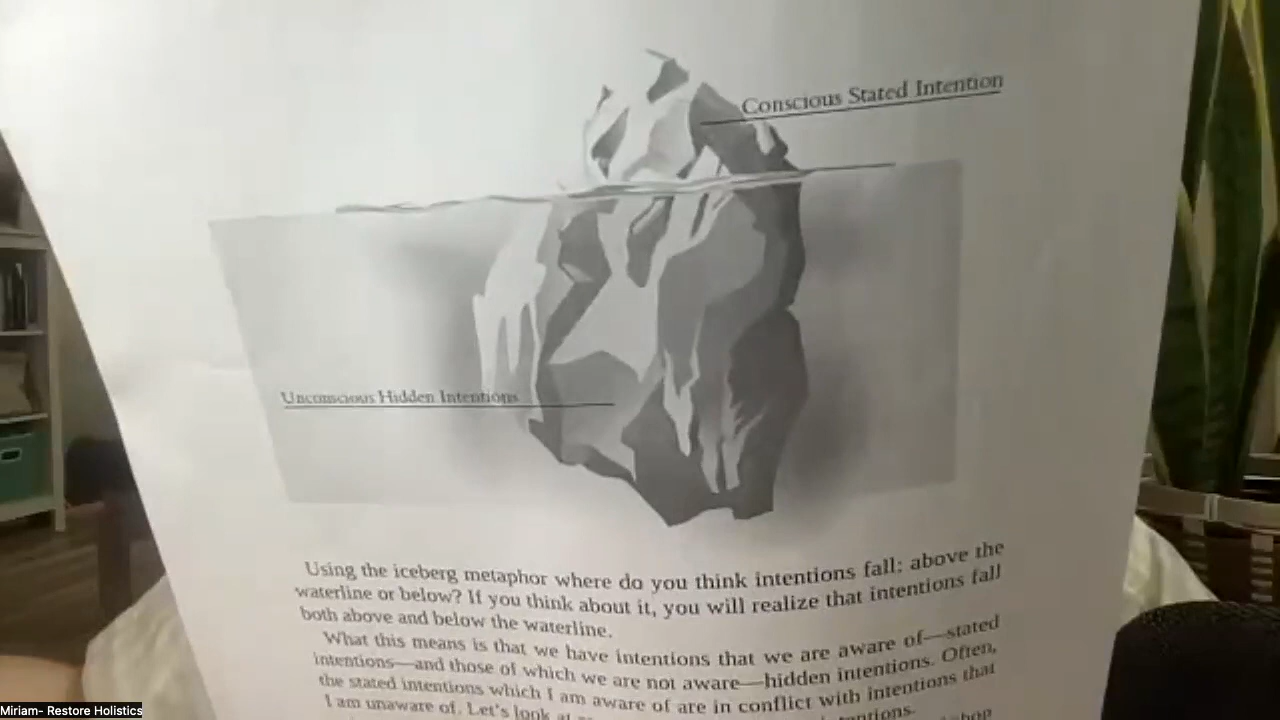 Conscious Stated Intention
Unconscious Hidden Intentions
Using the iceberg metaphor where do you think intentions fall: above the
waterline or below? If you think about it, you will realize that intentions fall
both above and below the waterline.
What this means is that we have intentions that we are aware of—stated
intentions—and those of which we are not aware—hidden intentions. Often,
the stated intentions which I am aware of are in conflict with intentions that
I am unaware of. Let's look at
Miriam- Restore Holistics